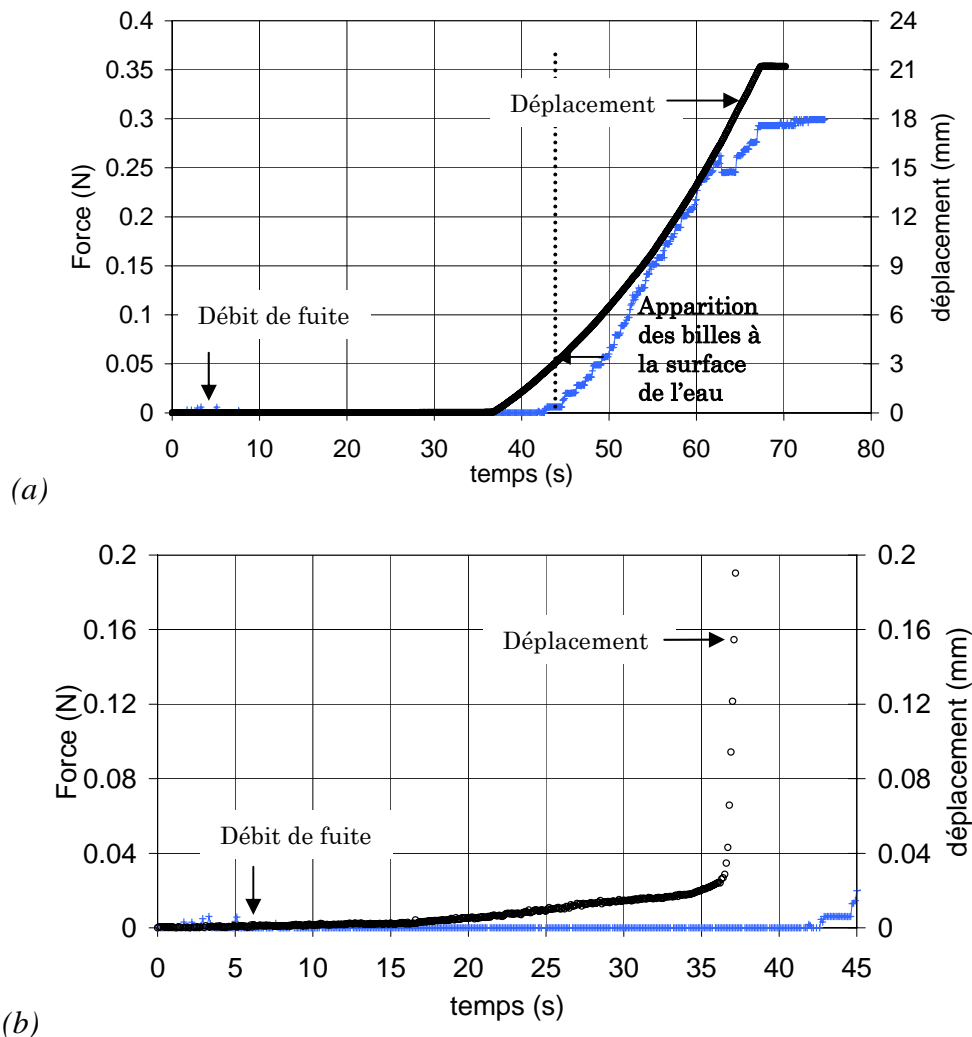 0.4
0.35
0.3
0.25
0.2
0.15
0.1
0.05
0
Force (N)
24
21
18
15
12
9
6
3
0
déplacement (mm)
Déplacement
Débit de fuite
Apparition
des billes à
la surface
de l'eau
0 10 20 30 40 50 60 70 80
temps (s)
(a)
0.2
0.16
0.12
0.08
0.04
0
Force (N)
0.2
0.16
0.12
0.08
0.04
0
déplacement (mm)
Déplacement
Débit de fuite
0 5 10 15 20 25 30 35 40 45
temps (s)
(b)